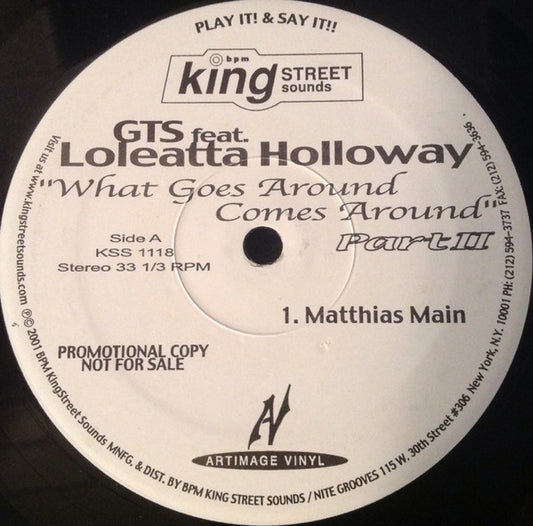 PLAY IT! & SAY IT!!
bpm
king STREET
sounds
GTS feat.
Loleatta Holloway
"What Goes Around
Comes Around"
Part II
Side A
KSS 1118
Stereo 33 1/3 RPM
1. Matthias Main
PROMOTIONAL COPY
NOT FOR SALE
AV
ARTIMAGE VINYL
Visit us at www.kingstreetsounds.com ℗© 2001 BPM KingStreet Sounds MNFG. & DIST. BY BPM KING STREET SOUNDS / NITE GROOVES 115 W. 30th Street #306 New York, N.Y. 10001 PH: (212) 594-3737 FAX: (212) 594-3636